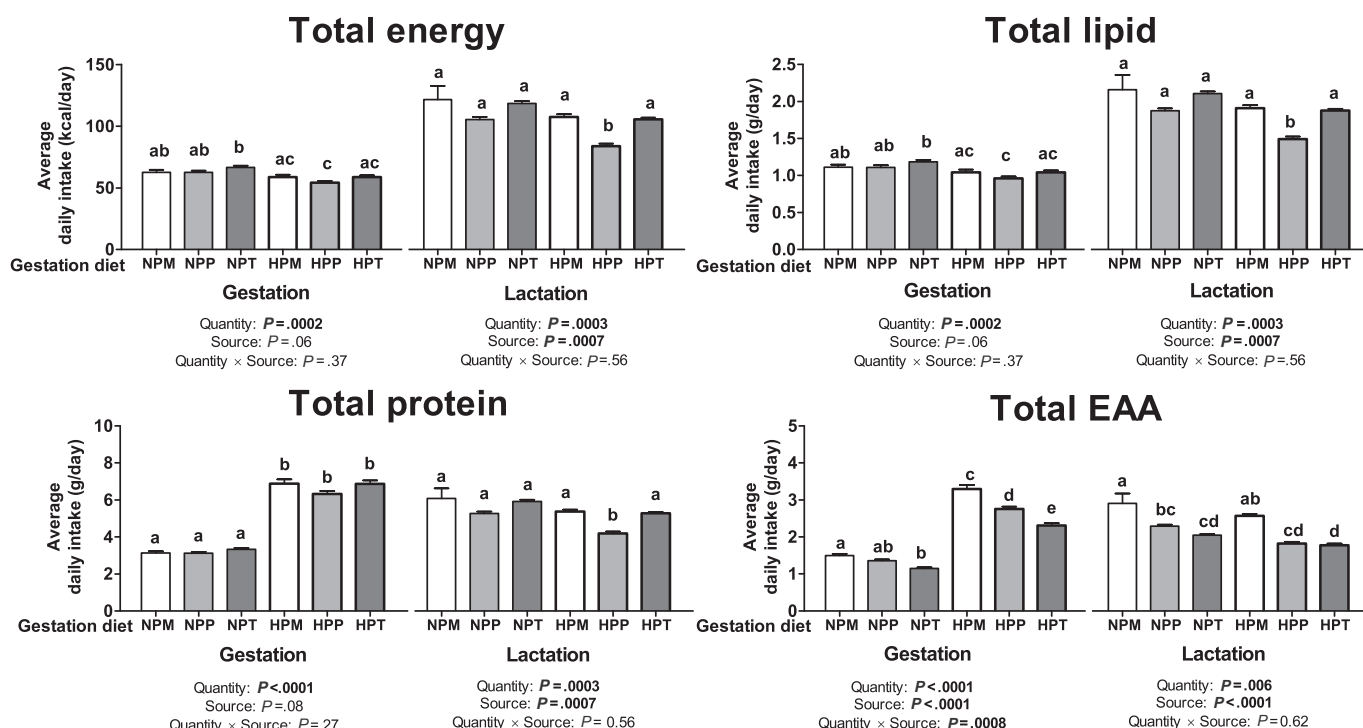 Total energy
Average
daily intake (kcal/day)
150
100
50
0
ab ab b ac c ac
a a a a b a
Gestation diet NPM NPP NPT HPM HPP HPT NPM NPP NPT HPM HPP HPT
Gestation Lactation
Quantity: P=.0002
Source: P=.06
Quantity × Source: P=.37
Quantity: P=.0003
Source: P=.0007
Quantity × Source: P=.56
Total lipid
Average
daily intake (g/day)
2.5
2.0
1.5
1.0
0.5
0.0
ab ab b ac c ac
a a a a b a
Gestation diet NPM NPP NPT HPM HPP HPT NPM NPP NPT HPM HPP HPT
Gestation Lactation
Quantity: P=.0002
Source: P=.06
Quantity × Source: P=.37
Quantity: P=.0003
Source: P=.0007
Quantity × Source: P=.56
Total protein
Average
daily intake (g/day)
10
8
6
4
2
0
a a a b b b
a a a a b a
Gestation diet NPM NPP NPT HPM HPP HPT NPM NPP NPT HPM HPP HPT
Gestation Lactation
Quantity: P<.0001
Source: P=.08
Quantity × Source: P=.27
Quantity: P=.0003
Source: P=.0007
Quantity × Source: P= 0.56
Total EAA
Average
daily intake (g/day)
5
4
3
2
1
0
a ab b c d e
a bc cd ab cd d
Gestation diet NPM NPP NPT HPM HPP HPT NPM NPP NPT HPM HPP HPT
Gestation Lactation
Quantity: P<.0001
Source: P<.0001
Quantity × Source: P=.0008
Quantity: P=.006
Source: P<.0001
Quantity × Source: P= 0.62